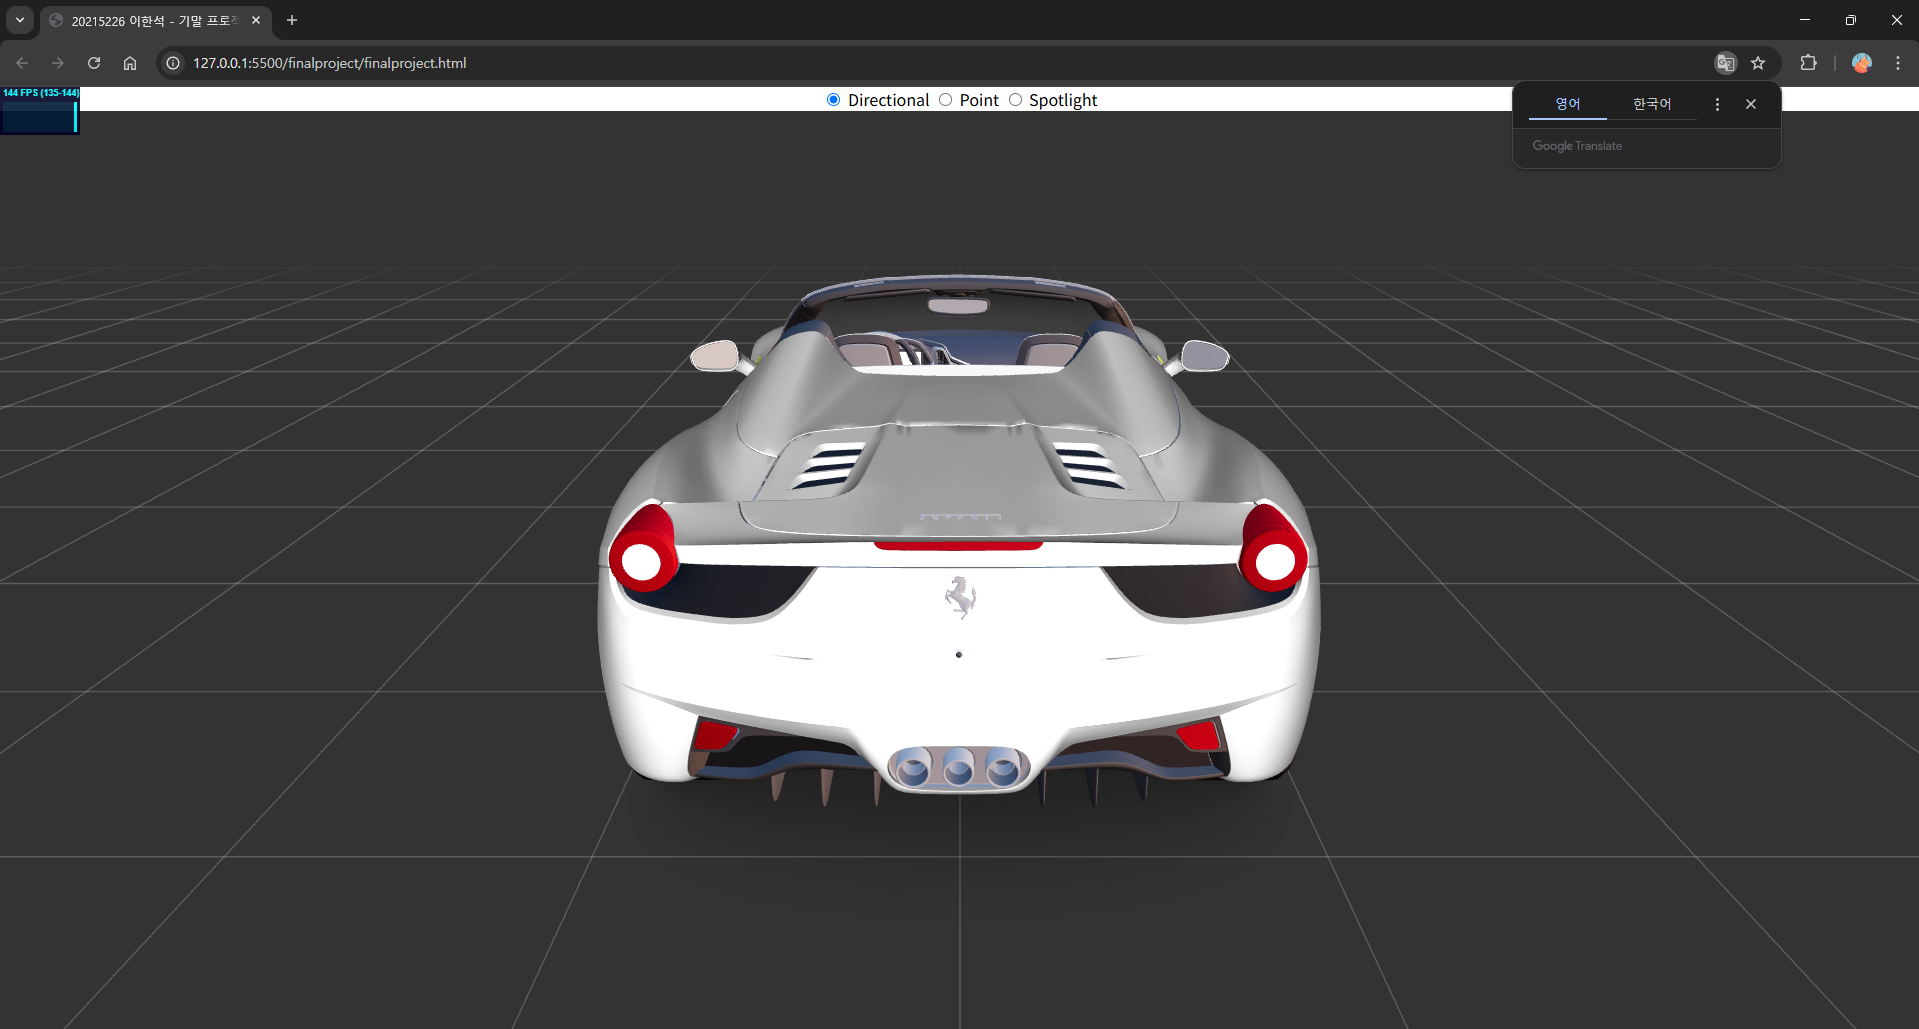 20215226 이한석 - 기말 프로젝
127.0.0.1:5500/finalproject/finalproject.html
144 FPS (135-144)
Directional Point Spotlight
영어 한국어
Google Translate